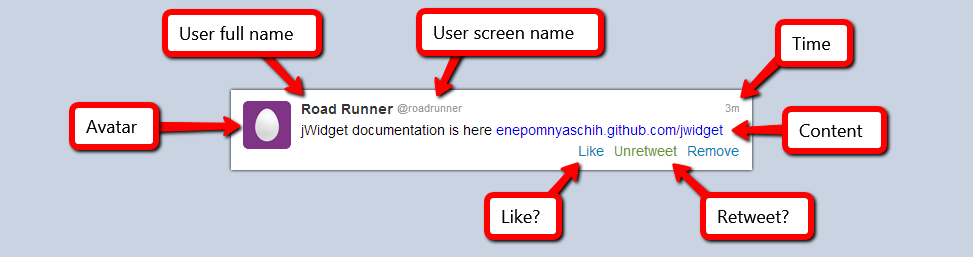 User full name
User screen name
Time
Road Runner @roadrunner 3m
Avatar
jWidget documentation is here enepomnyaschih.github.com/jwidget
Content
Like Unretweet Remove
Like?
Retweet?